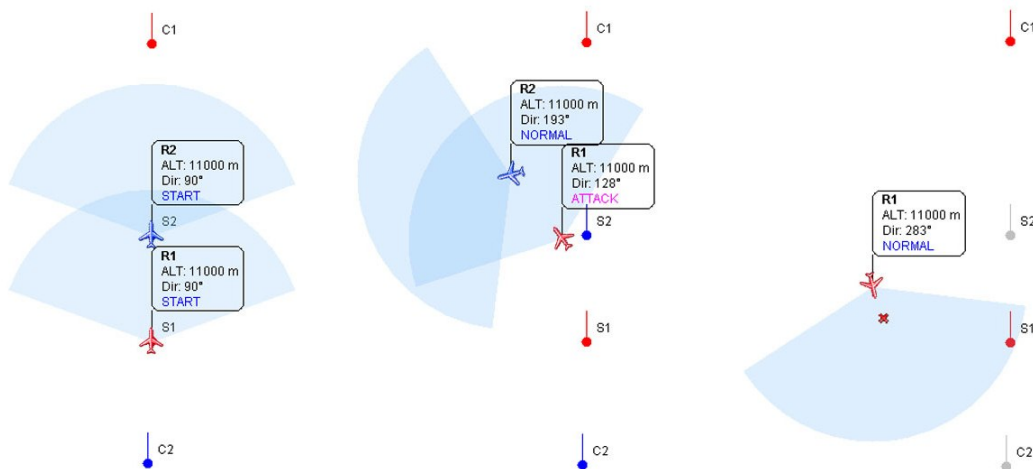 C1
R2
ALT: 11000 m
Dir: 90°
START
S2
R1
ALT: 11000 m
Dir: 90°
START
S1
C2
C1
R2
ALT: 11000 m
Dir: 193°
NORMAL
R1
ALT: 11000 m
Dir: 128°
ATTACK
S2
S1
C2
C1
R1
ALT: 11000 m
Dir: 283°
NORMAL
S2
S1
C2